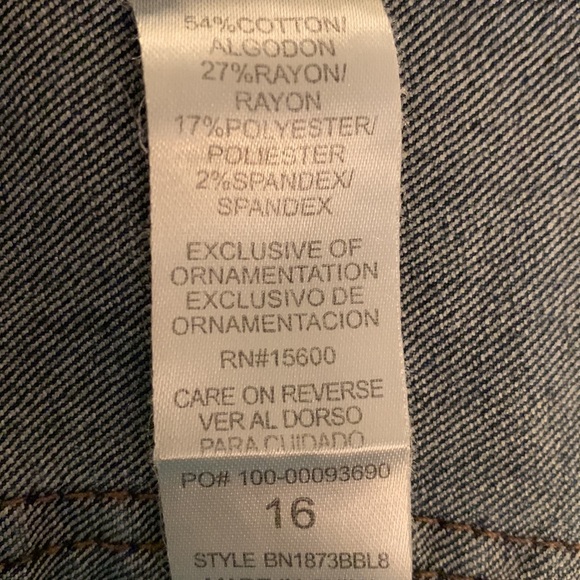 54%COTTON/
ALGODON
27%RAYON/
RAYON
17%POLYESTER/
POLIESTER
2%SPANDEX/
SPANDEX
EXCLUSIVE OF
ORNAMENTATION
EXCLUSIVO DE
ORNAMENTACION
RN#15600
CARE ON REVERSE
VER AL DORSO
PARA CUIDADO
PO# 100-00093690
16
STYLE BN1873BBL8